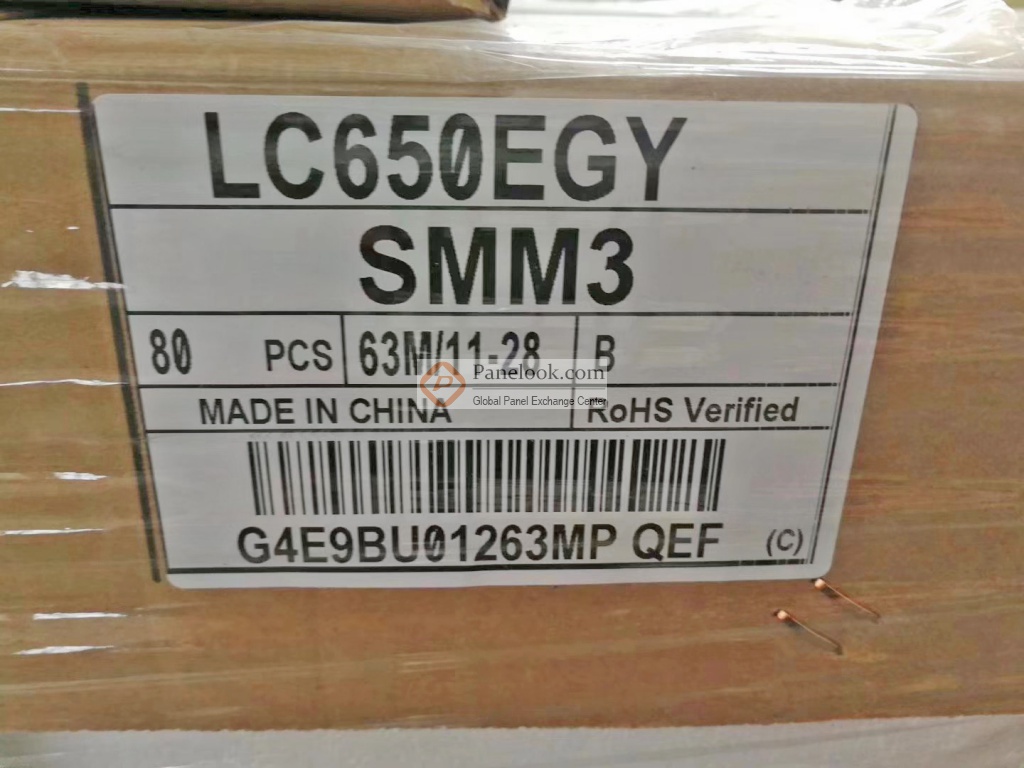 LC650EGY
SMM3
80 PCS 63M/11-28 B
Panelook.com
Global Panel Exchange Center
MADE IN CHINA RoHS Verified
G4E9BU01263MP QEF (C)